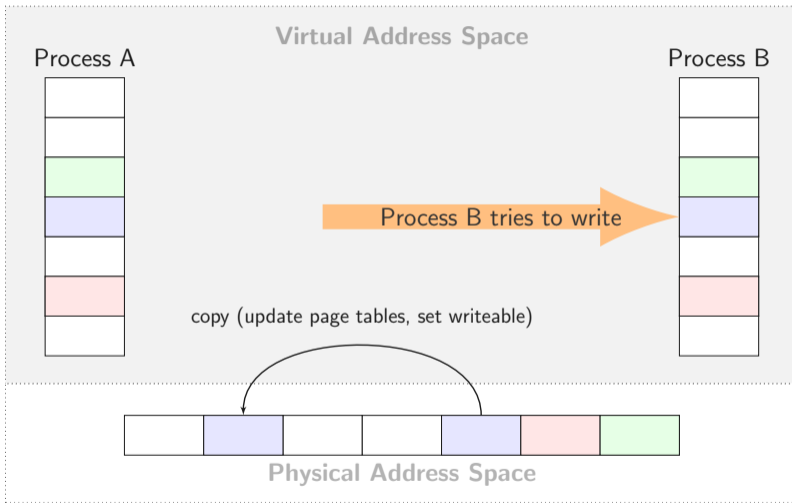 Virtual Address Space
Process A
Process B
Process B tries to write
copy (update page tables, set writeable)
Physical Address Space